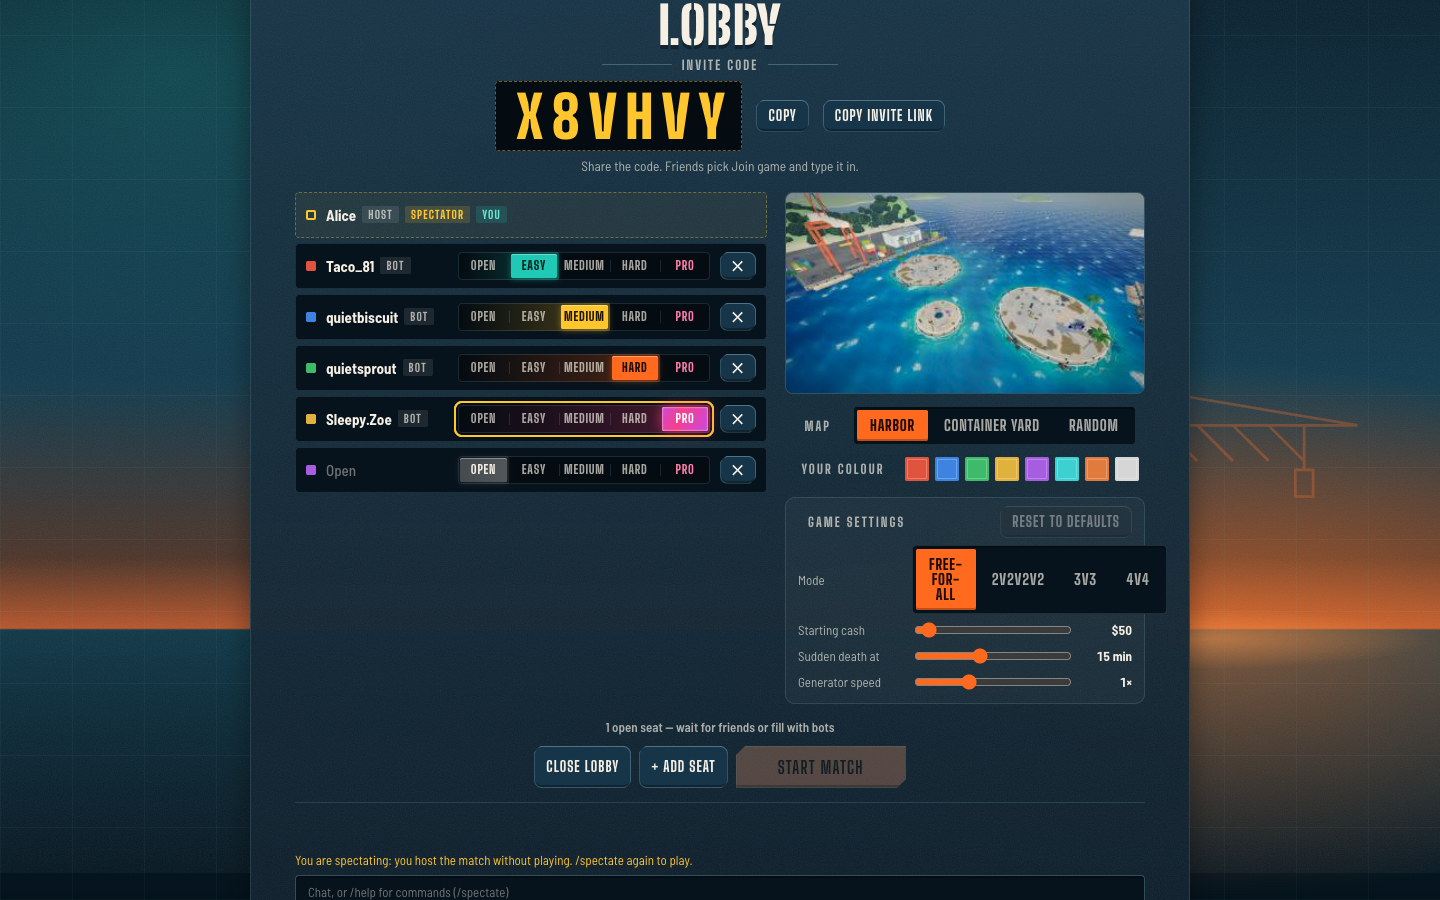 LOBBY
INVITE CODE
X8VHVY
COPY
COPY INVITE LINK
Share the code. Friends pick Join game and type it in.
Alice HOST SPECTATOR YOU
Taco_81 BOT OPEN EASY MEDIUM HARD PRO
quietbiscuit BOT OPEN EASY MEDIUM HARD PRO
quietsprout BOT OPEN EASY MEDIUM HARD PRO
Sleepy.Zoe BOT OPEN EASY MEDIUM HARD PRO
Open OPEN EASY MEDIUM HARD PRO
MAP HARBOR CONTAINER YARD RANDOM
YOUR COLOUR
GAME SETTINGS RESET TO DEFAULTS
Mode
FREE-
FOR-
ALL
2V2V2V2 3V3 4V4
Starting cash $50
Sudden death at 15 min
Generator speed 1×
1 open seat — wait for friends or fill with bots
CLOSE LOBBY + ADD SEAT START MATCH
You are spectating: you host the match without playing. /spectate again to play.
Chat, or /help for commands (/spectate)